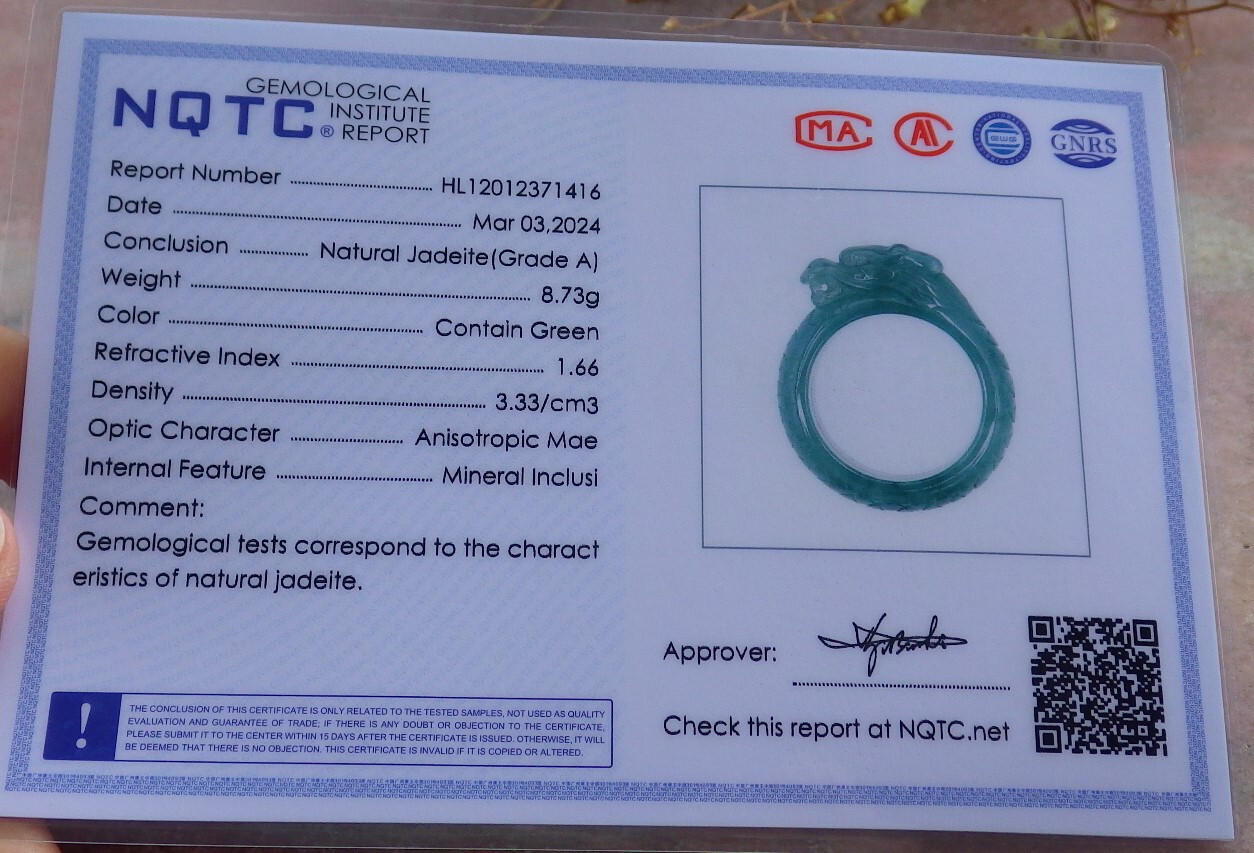 NQTC® GEMOLOGICAL
INSTITUTE
REPORT
MA
GNRS
Report Number ........ HL12012371416
Date ........ Mar 03,2024
Conclusion ........ Natural Jadeite(Grade A)
Weight ........ 8.73g
Color ........ Contain Green
Refractive Index ........ 1.66
Density ........ 3.33/cm3
Optic Character ........ Anisotropic Mae
Internal Feature ........ Mineral Inclusi
Comment:
Gemological tests correspond to the charact
eristics of natural jadeite.
Approver:
Check this report at NQTC.net
! THE CONCLUSION OF THIS CERTIFICATE IS ONLY RELATED TO THE TESTED SAMPLES, NOT USED AS QUALITY
EVALUATION AND GUARANTEE OF TRADE; IF THERE IS ANY DOUBT OR OBJECTION TO THE CERTIFICATE,
PLEASE SUBMIT IT TO THE CENTER WITHIN 15 DAYS AFTER THE CERTIFICATE IS ISSUED. OTHERWISE, IT WILL
BE DEEMED THAT THERE IS NO OBJECTION. THIS CERTIFICATE IS INVALID IF IT IS COPIED OR ALTERED.